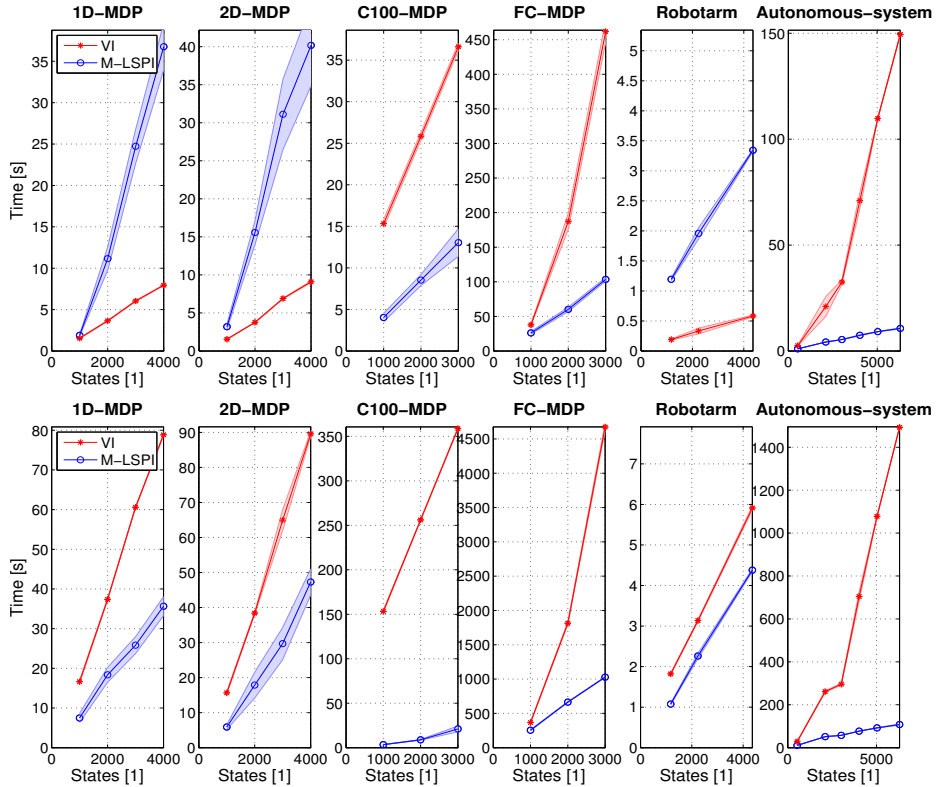 1D−MDP 2D−MDP C100−MDP FC−MDP Robotarm Autonomous−system
VI
M−LSPI
Time [s]
0 5 10 15 20 25 30 35
0 5 10 15 20 25 30 35 40
0 5 10 15 20 25 30 35
0 50 100 150 200 250 300 350 400 450
0 0.5 1 1.5 2 2.5 3 3.5 4 4.5 5
0 50 100 150
0 2000 4000
0 2000 4000
0 1000 2000 3000
0 1000 2000 3000
0 2000 4000
5000
States [1] States [1] States [1] States [1] States [1] States [1]
1D−MDP 2D−MDP C100−MDP FC−MDP Robotarm Autonomous−system
VI
M−LSPI
Time [s]
0 10 20 30 40 50 60 70 80
0 10 20 30 40 50 60 70 80 90
0 50 100 150 200 250 300 350
0 500 1000 1500 2000 2500 3000 3500 4000 4500
0 1 2 3 4 5 6 7
0 200 400 600 800 1000 1200 1400
0 2000 4000
0 2000 4000
0 1000 2000 3000
0 1000 2000 3000
0 2000 4000
5000
States [1] States [1] States [1] States [1] States [1] States [1]